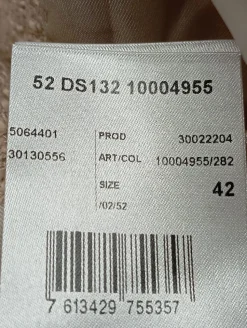 52 DS132 10004955
5064401 PROD 30022204
30130556 ART/COL 10004955/282
SIZE 42
/02/52
7 613429 755357